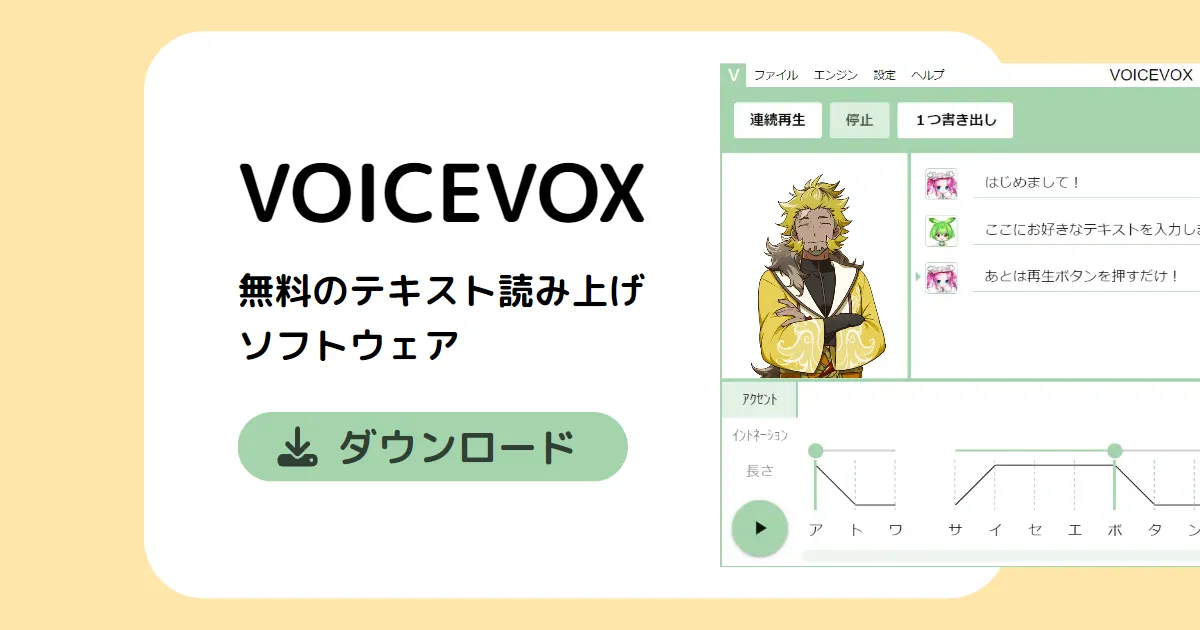 VOICEVOX
無料のテキスト読み上げ
ソフトウェア
ダウンロード
V ファイル エンジン 設定 ヘルプ VOICEVOX
連続再生 停止 1つ書き出し
はじめまして！
ここにお好きなテキストを入力し
あとは再生ボタンを押すだけ！
アクセント
イントネーション
長さ
ア ト ワ サ イ セ エ ボ タ ン